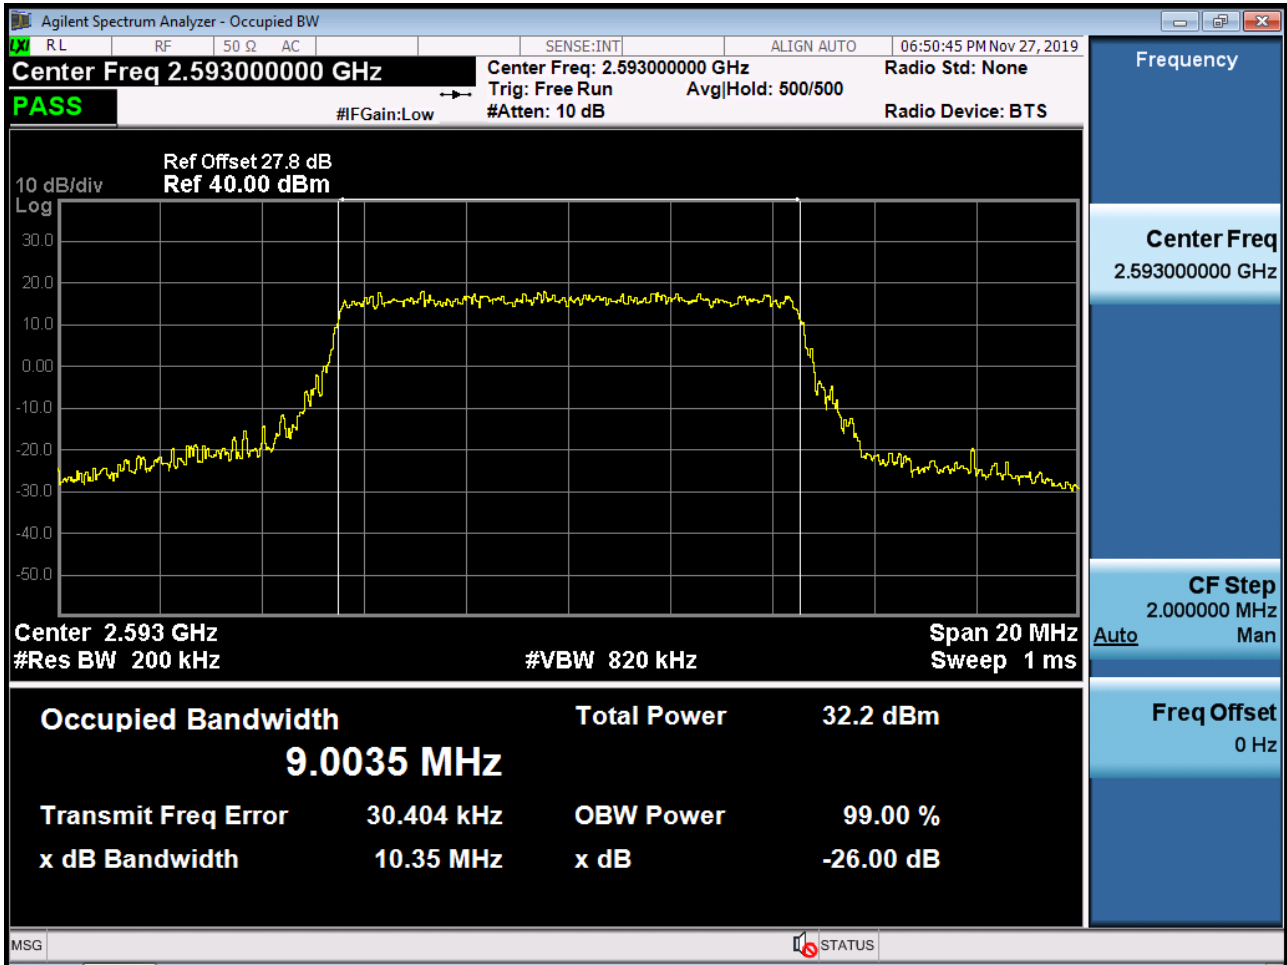 Agilent Spectrum Analyzer - Occupied BW
LXI RL RF 50 Ω AC SENSE:INT ALIGN AUTO 06:50:45 PM Nov 27, 2019
Center Freq 2.593000000 GHz
PASS
#IFGain:Low
Center Freq: 2.593000000 GHz
Trig: Free Run Avg|Hold: 500/500
#Atten: 10 dB
Radio Std: None
Radio Device: BTS
Ref Offset 27.8 dB
10 dB/div Ref 40.00 dBm
Log
30.0
20.0
10.0
0.00
-10.0
-20.0
-30.0
-40.0
-50.0
Center 2.593 GHz Span 20 MHz
#Res BW 200 kHz #VBW 820 kHz Sweep 1 ms
Occupied Bandwidth Total Power 32.2 dBm
9.0035 MHz
Transmit Freq Error 30.404 kHz OBW Power 99.00 %
x dB Bandwidth 10.35 MHz x dB -26.00 dB
MSG STATUS
Frequency
Center Freq
2.593000000 GHz
CF Step
2.000000 MHz
Auto Man
Freq Offset
0 Hz